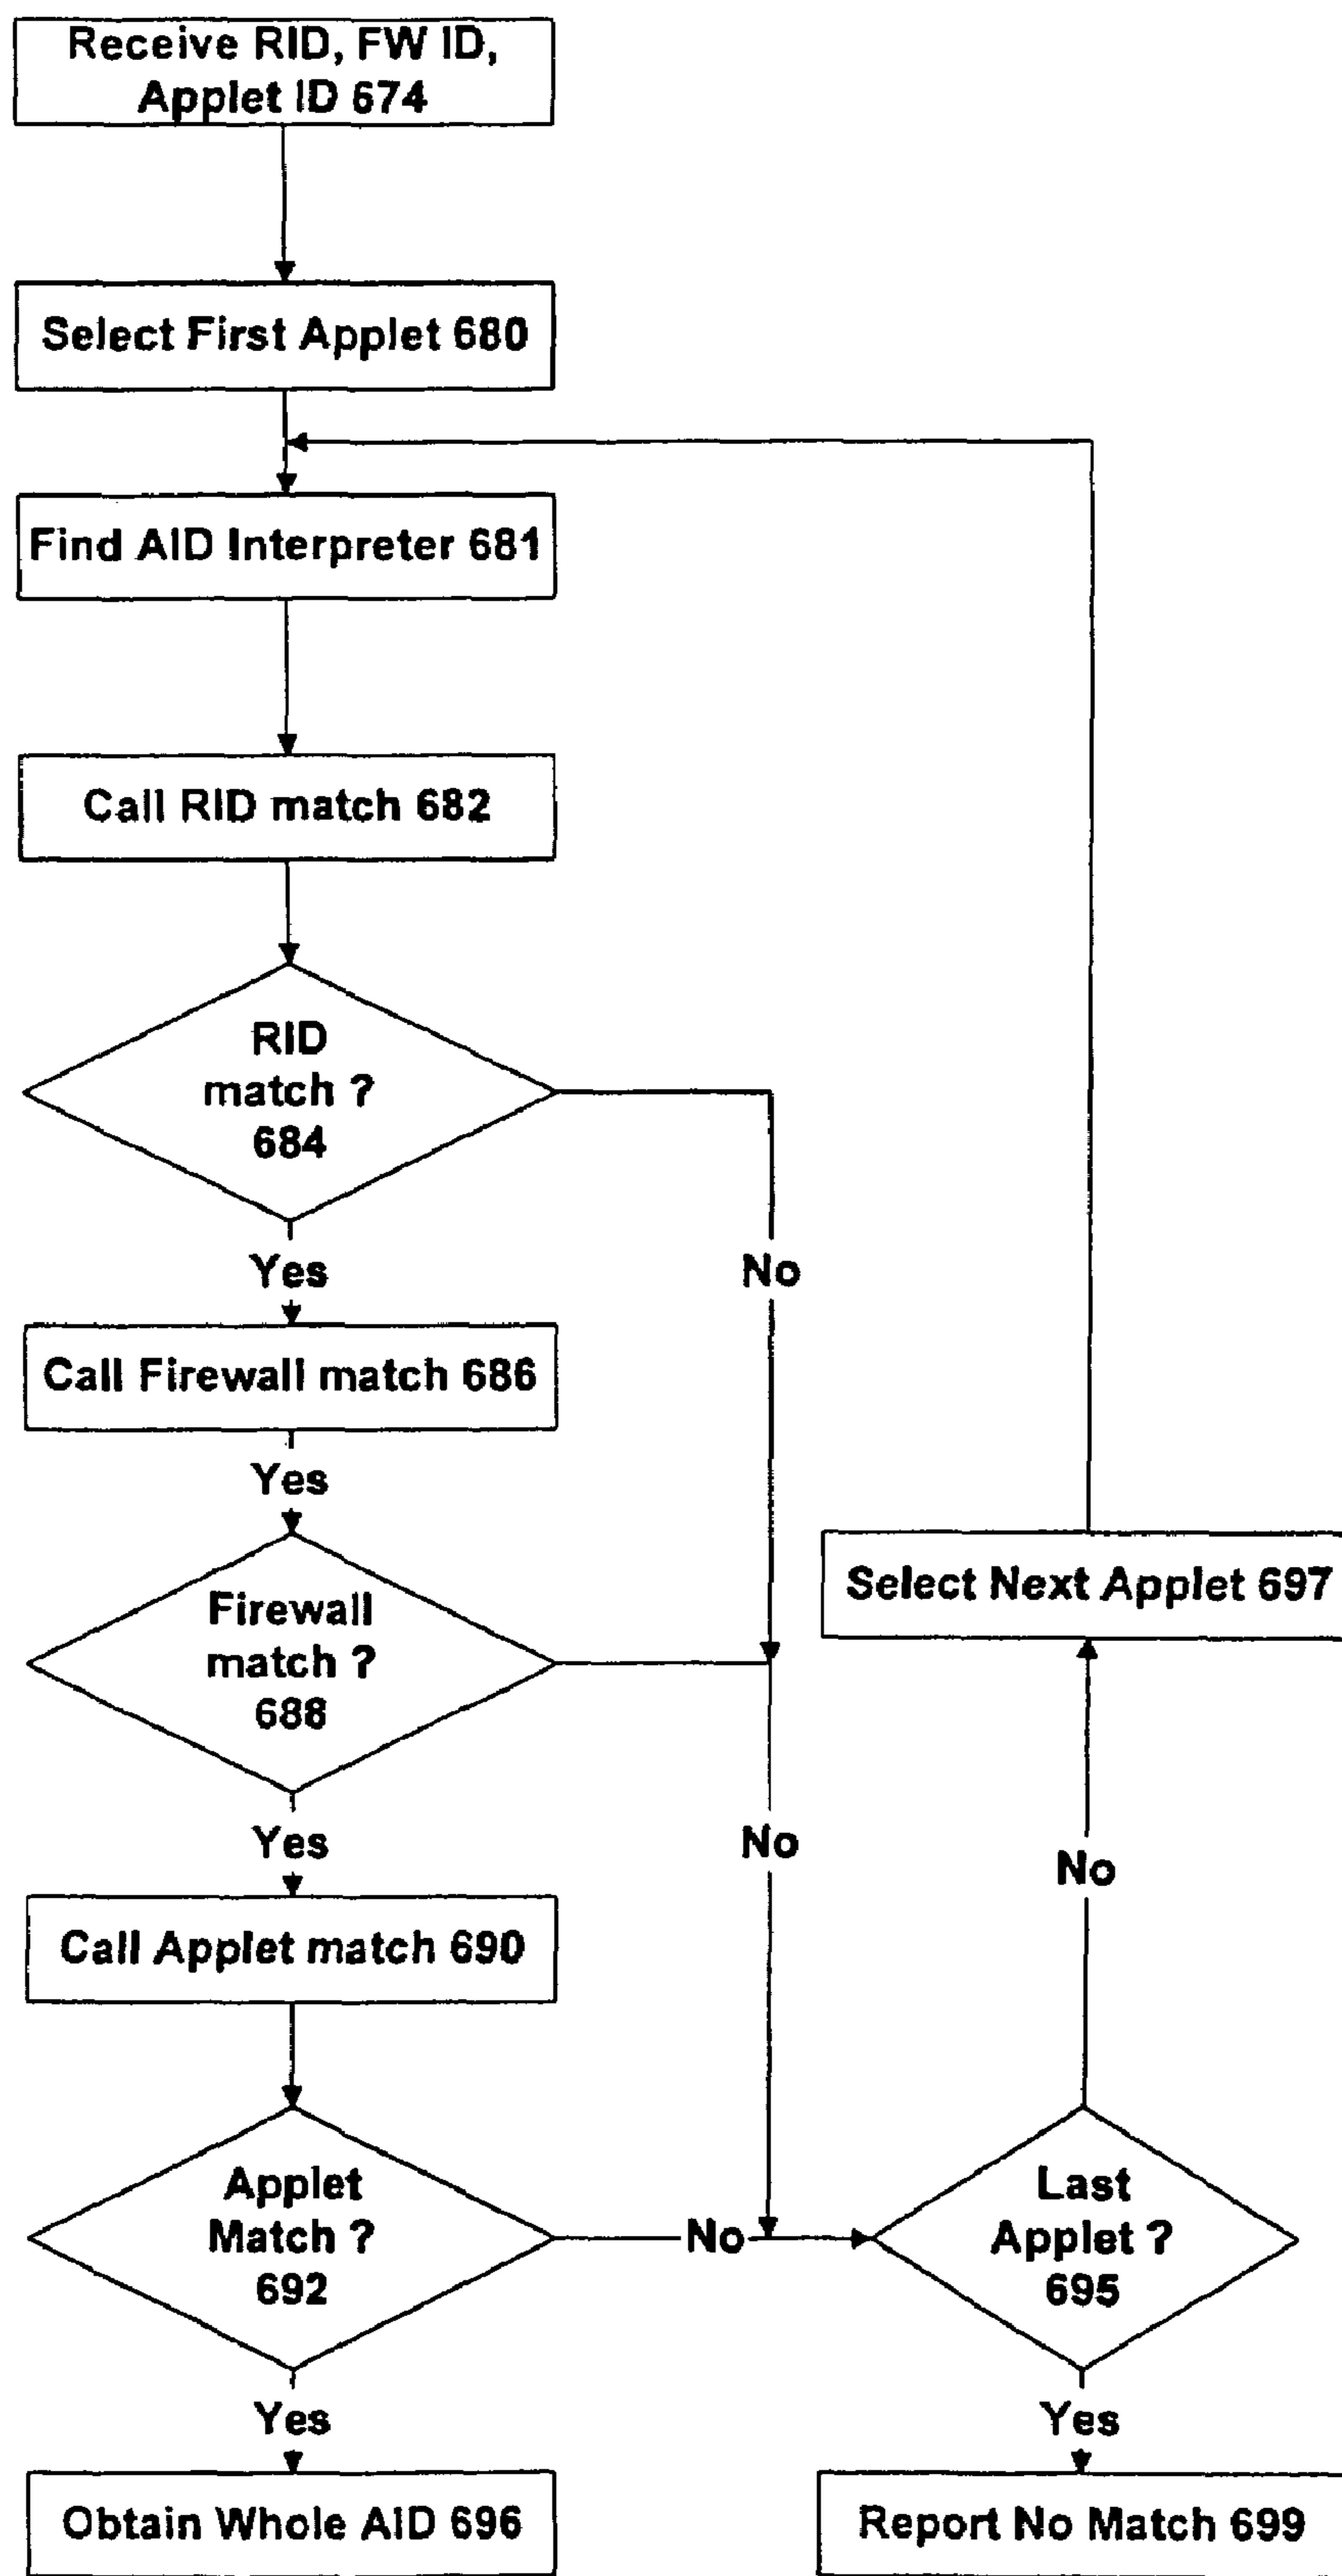 Receive RID, FW ID,
Applet ID 674
Select First Applet 680
Find AID Interpreter 681
Call RID match 682
RID
match ?
684
Yes
No
Call Firewall match 686
Yes
Firewall
match ?
688
Select Next Applet 697
Yes
No
No
Call Applet match 690
Applet
Match ?
692
No
Last
Applet ?
695
Yes
Yes
Obtain Whole AID 696
Report No Match 699